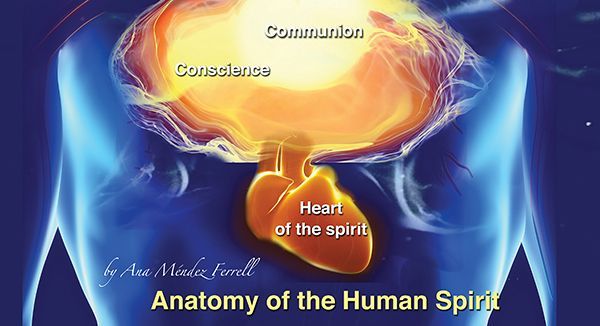 Communion
Conscience
Heart
of the spirit
by Ana Méndez Ferrell
Anatomy of the Human Spirit